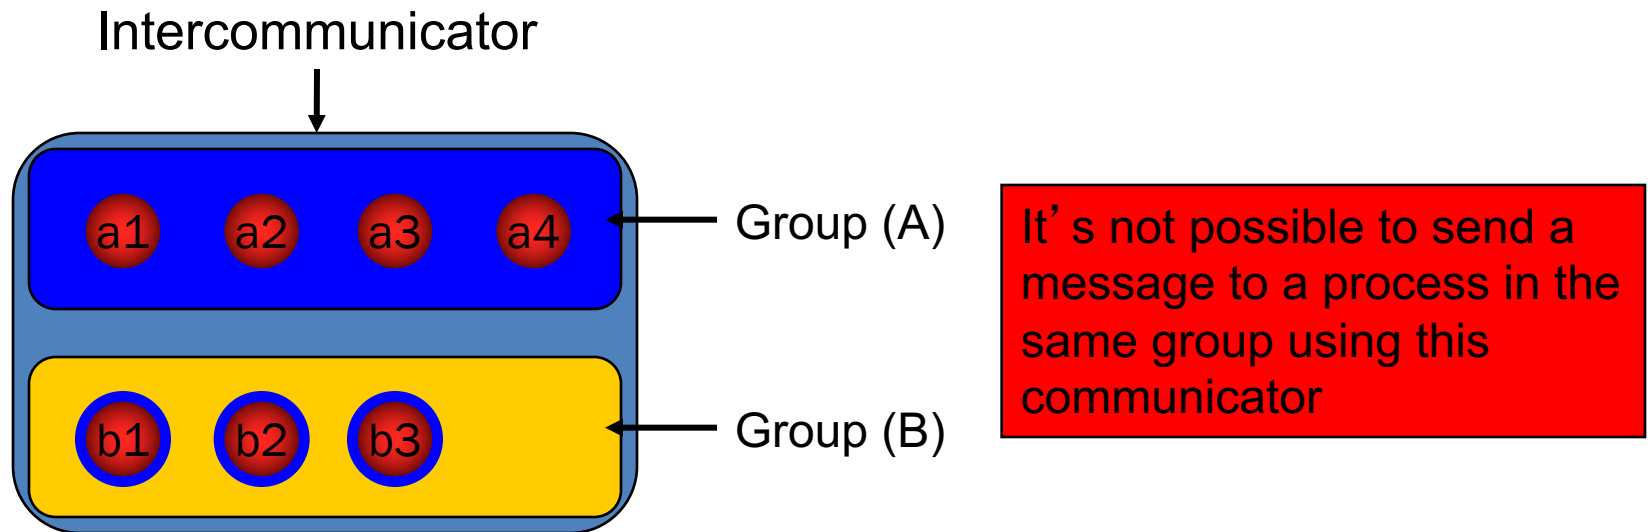 Intercommunicator
a1 a2 a3 a4
Group (A)
b1 b2 b3
Group (B)
It’s not possible to send a
message to a process in the
same group using this
communicator